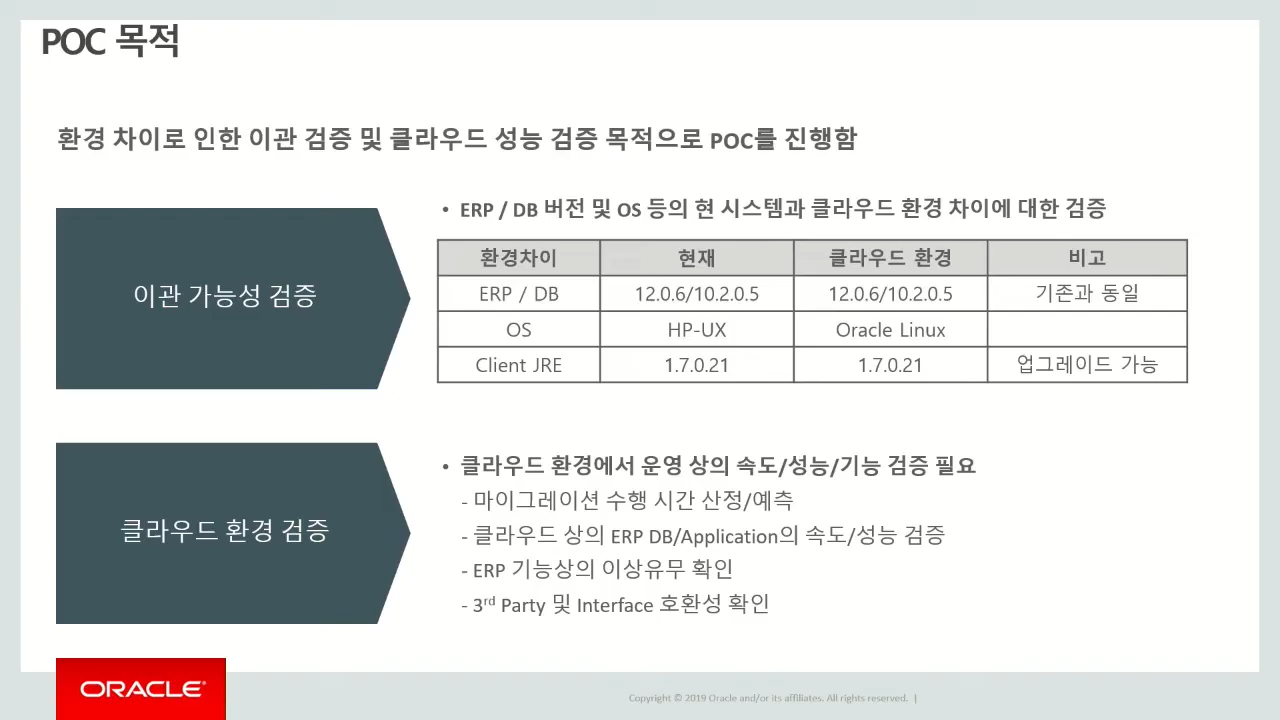 POC 목적
환경 차이로 인한 이관 검증 및 클라우드 성능 검증 목적으로 POC를 진행함
이관 가능성 검증
• ERP / DB 버전 및 OS 등의 현 시스템과 클라우드 환경 차이에 대한 검증
환경차이 현재 클라우드 환경 비고
ERP / DB 12.0.6/10.2.0.5 12.0.6/10.2.0.5 기존과 동일
OS HP-UX Oracle Linux
Client JRE 1.7.0.21 1.7.0.21 업그레이드 가능
클라우드 환경 검증
• 클라우드 환경에서 운영 상의 속도/성능/기능 검증 필요
- 마이그레이션 수행 시간 산정/예측
- 클라우드 상의 ERP DB/Application의 속도/성능 검증
- ERP 기능상의 이상유무 확인
- 3rd Party 및 Interface 호환성 확인
ORACLE®
Copyright © 2019 Oracle and/or its affiliates. All rights reserved. |